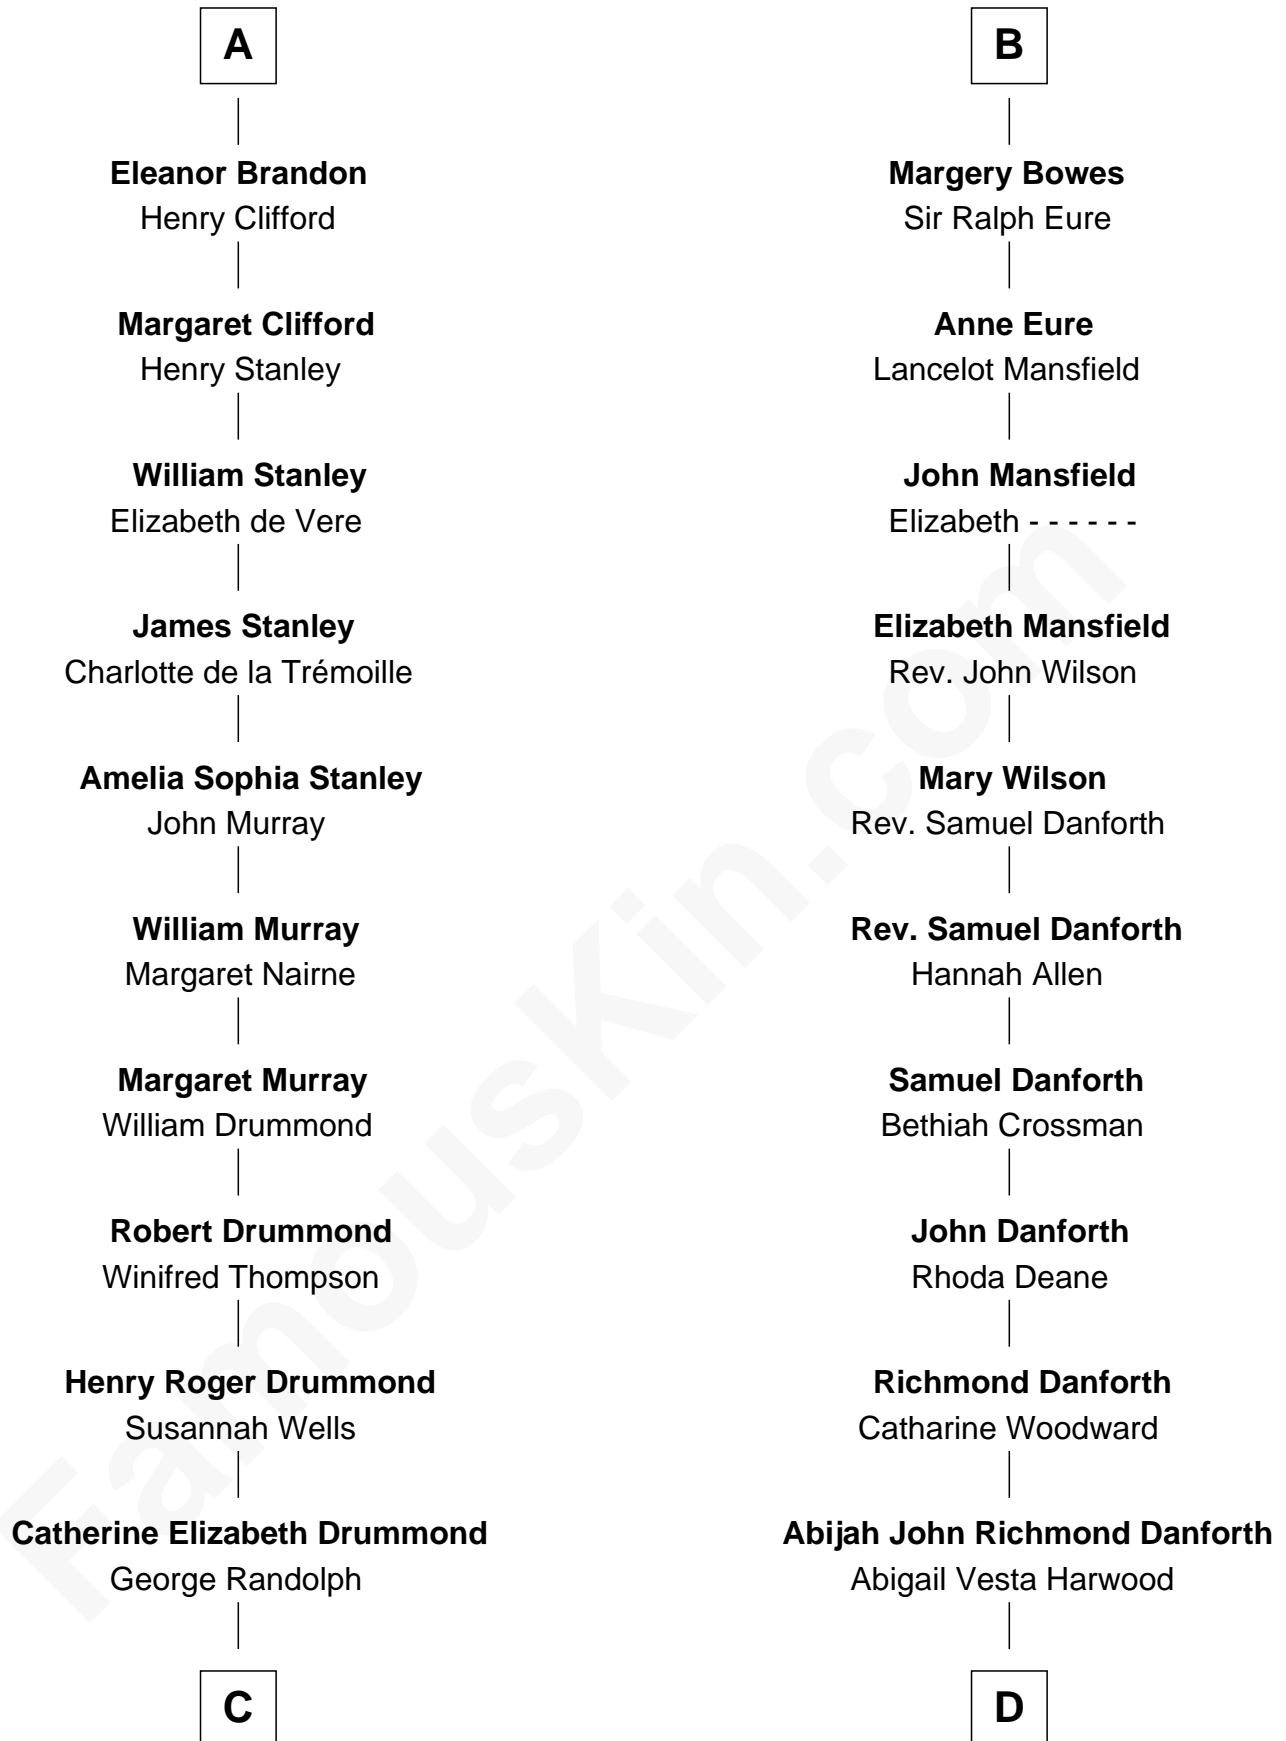 A
Eleanor Brandon
Henry Clifford
Margaret Clifford
Henry Stanley
William Stanley
Elizabeth de Vere
James Stanley
Charlotte de la Trémoille
Amelia Sophia Stanley
John Murray
William Murray
Margaret Nairne
Margaret Murray
William Drummond
Robert Drummond
Winifred Thompson
Henry Roger Drummond
Susannah Wells
Catherine Elizabeth Drummond
George Randolph
C
B
Margery Bowes
Sir Ralph Eure
Anne Eure
Lancelot Mansfield
John Mansfield
Elizabeth - - - - - -
Elizabeth Mansfield
Rev. John Wilson
Mary Wilson
Rev. Samuel Danforth
Rev. Samuel Danforth
Hannah Allen
Samuel Danforth
Bethiah Crossman
John Danforth
Rhoda Deane
Richmond Danforth
Catharine Woodward
Abijah John Richmond Danforth
Abigail Vesta Harwood
D
FamousKin.com